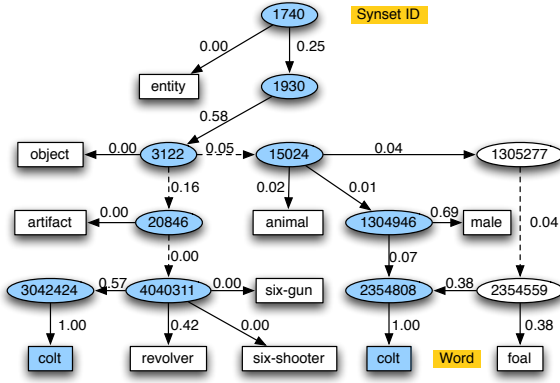 1740 Synset ID
0.00 0.25
entity 1930
0.58
object 0.00 3122 0.05 15024 0.04 1305277
0.16 0.02 0.01
artifact 0.00 20846 animal 1304946 0.69 male 0.04
0.00 0.07
3042424 0.57 4040311 0.00 six-gun 2354808 0.38 2354559
1.00 0.42 0.00 1.00 0.38
colt revolver six-shooter colt Word foal